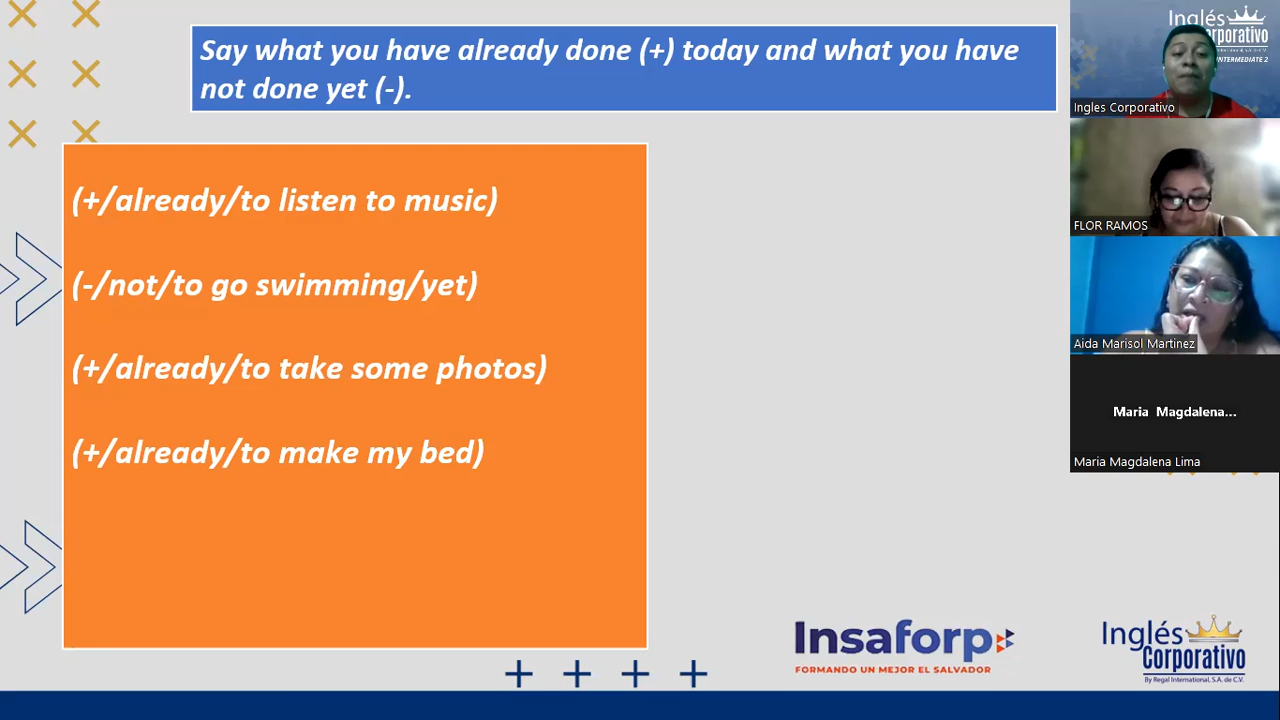 Say what you have already done (+) today and what you have
not done yet (-).
(+/already/to listen to music)
(-/not/to go swimming/yet)
(+/already/to take some photos)
(+/already/to make my bed)
Inglés
Corporativo
INTERMEDIATE 2
Ingles Corporativo
FLOR RAMOS
Aida Marisol Martinez
Maria Magdalena...
Maria Magdalena Lima
Insaforp
FORMANDO UN MEJOR EL SALVADOR
Inglés
Corporativo
By Regal International, S.A. de C.V.